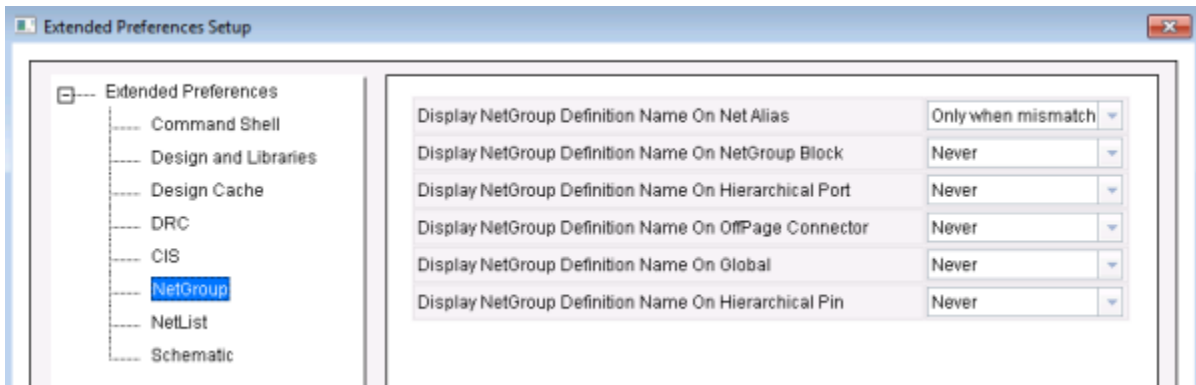 Extended Preferences Setup
Extended Preferences
Command Shell
Design and Libraries
Design Cache
DRC
CIS
NetGroup
NetList
Schematic
Display NetGroup Definition Name On Net Alias Only when mismatch
Display NetGroup Definition Name On NetGroup Block Never
Display NetGroup Definition Name On Hierarchical Port Never
Display NetGroup Definition Name On OffPage Connector Never
Display NetGroup Definition Name On Global Never
Display NetGroup Definition Name On Hierarchical Pin Never